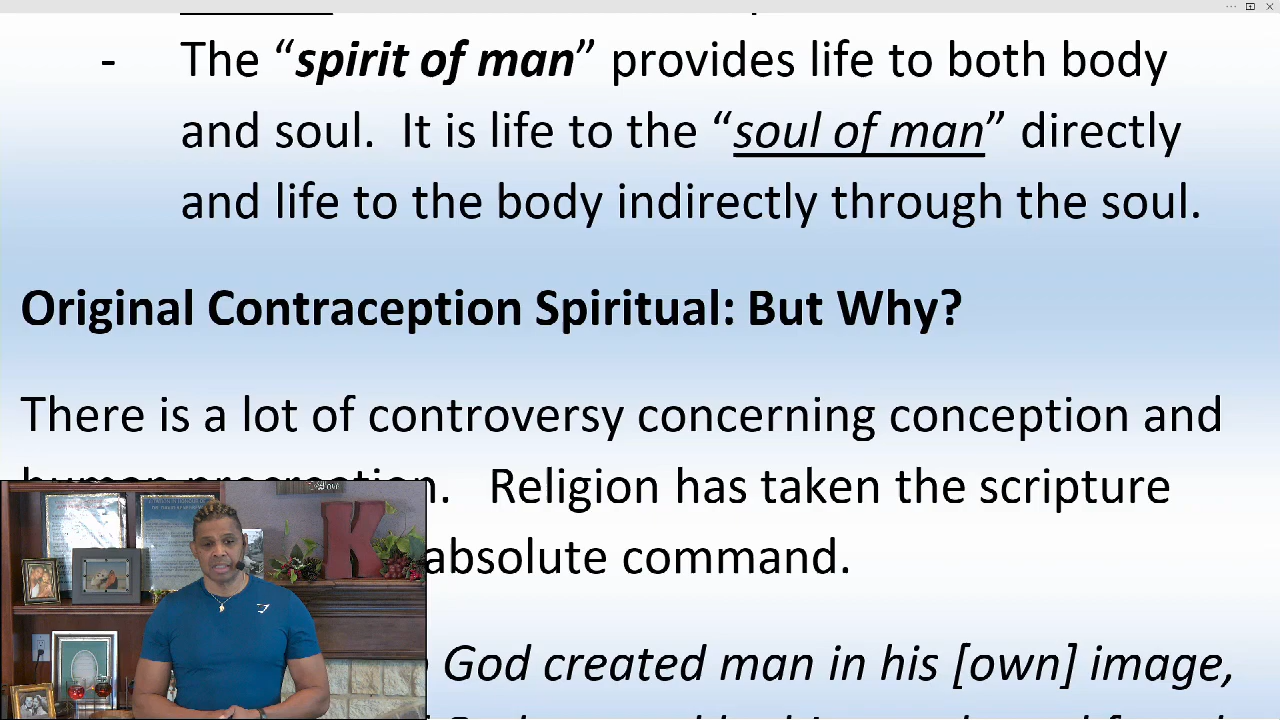 - The “spirit of man” provides life to both body
and soul. It is life to the “soul of man” directly
and life to the body indirectly through the soul.
Original Contraception Spiritual: But Why?
There is a lot of controversy concerning conception and
human procreation. Religion has taken the scripture
absolute command.
God created man in his [own] image,
K